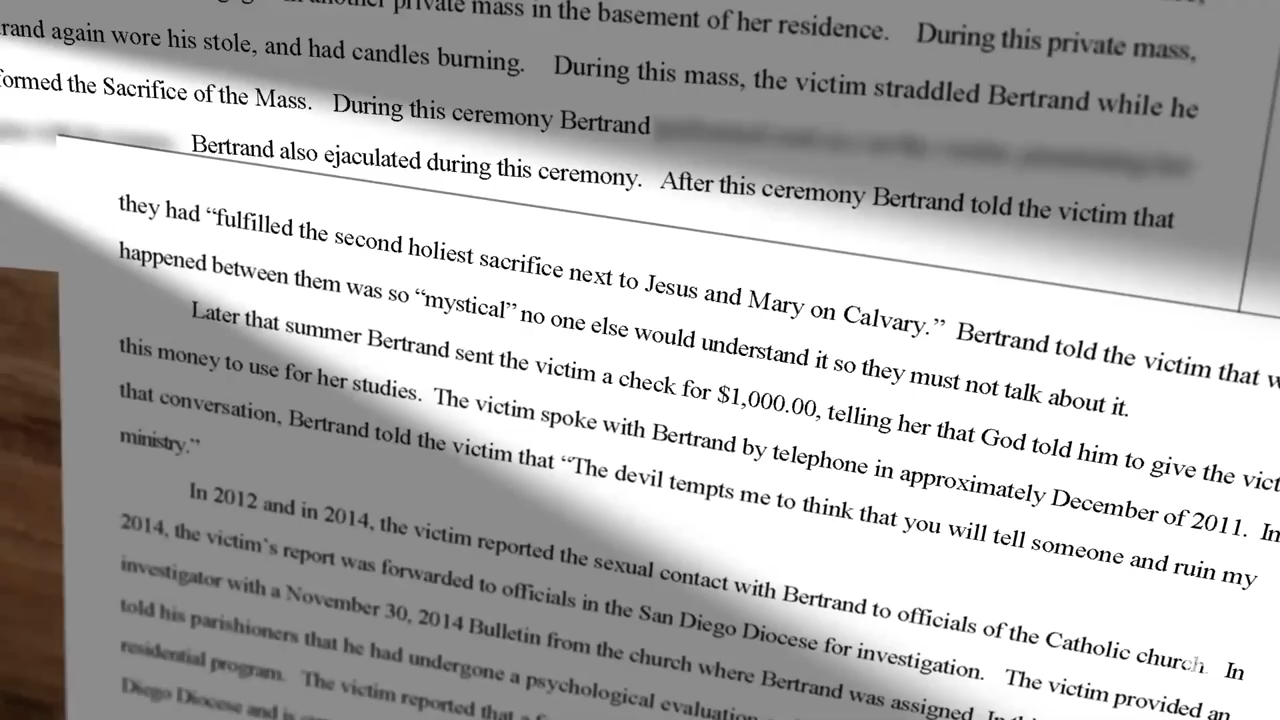 private mass in the basement of her residence. During this private mass,
rand again wore his stole, and had candles burning. During this mass, the victim straddled Bertrand while he
formed the Sacrifice of the Mass. During this ceremony Bertrand
Bertrand also ejaculated during this ceremony. After this ceremony Bertrand told the victim that
they had “fulfilled the second holiest sacrifice next to Jesus and Mary on Calvary.” Bertrand told the victim that w
happened between them was so “mystical” no one else would understand it so they must not talk about it.
Later that summer Bertrand sent the victim a check for $1,000.00, telling her that God told him to give the vict
this money to use for her studies. The victim spoke with Bertrand by telephone in approximately December of 2011. In
that conversation, Bertrand told the victim that “The devil tempts me to think that you will tell someone and ruin my
ministry.”
In 2012 and in 2014, the victim reported the sexual contact with Bertrand to officials of the Catholic church. In
2014, the victim’s report was forwarded to officials in the San Diego Diocese for investigation. The victim provided an
investigator with a November 30, 2014 Bulletin from the church where Bertrand was assigned. In
told his parishioners that he had undergone a psychological evaluation
residential program. The victim reported that
Diego Diocese and